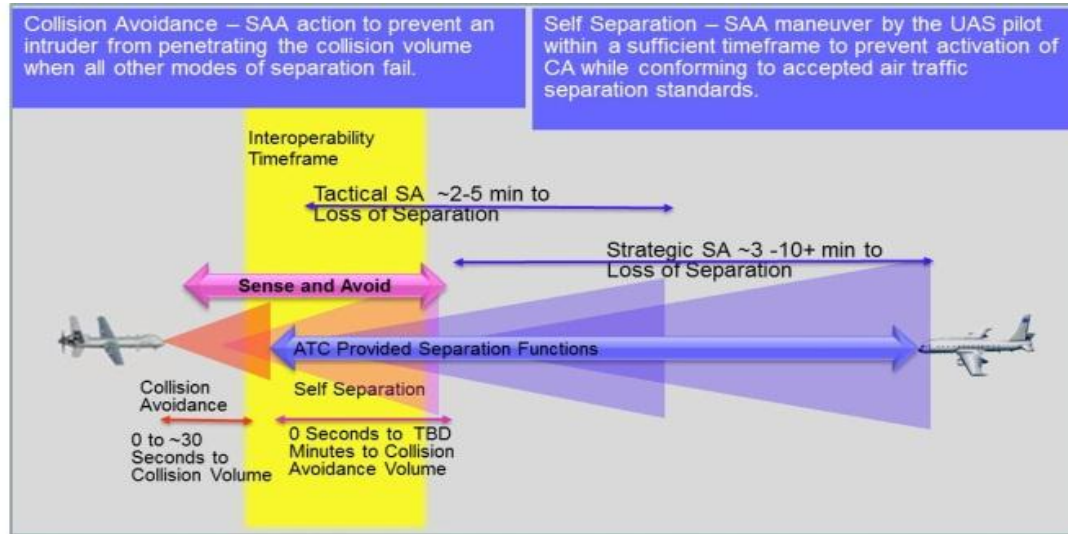 Collision Avoidance – SAA action to prevent an
intruder from penetrating the collision volume
when all other modes of separation fail.
Self Separation – SAA maneuver by the UAS pilot
within a sufficient timeframe to prevent activation of
CA while conforming to accepted air traffic
separation standards.
Interoperability
Timeframe
Tactical SA ~2-5 min to
Loss of Separation
Strategic SA ~3 -10+ min to
Loss of Separation
Sense and Avoid
ATC Provided Separation Functions
Collision
Avoidance
0 to ~30
Seconds to
Collision Volume
Self Separation
0 Seconds to TBD
Minutes to Collision
Avoidance Volume